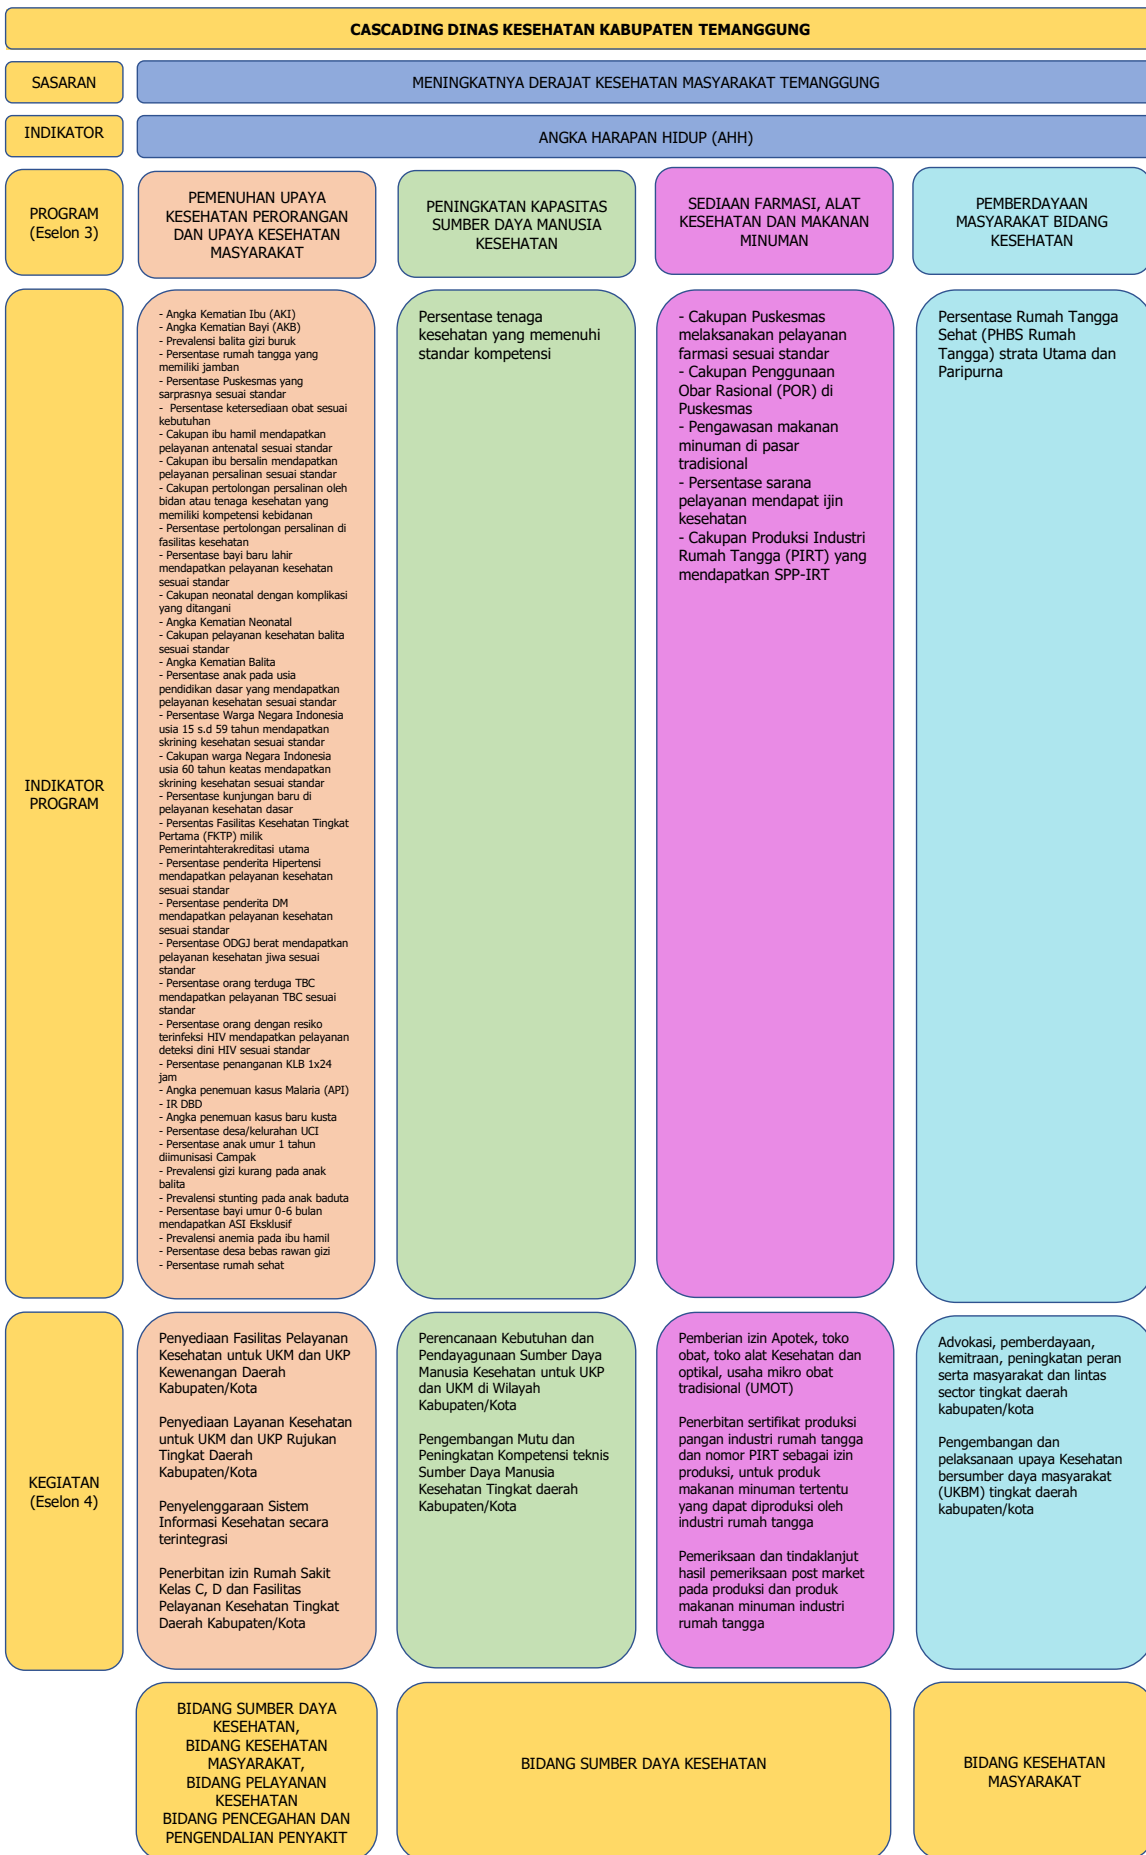 CASCADING DINAS KESEHATAN KABUPATEN TEMANGGUNG
SASARAN
MENINGKATNYA DERAJAT KESEHATAN MASYARAKAT TEMANGGUNG
INDIKATOR
ANGKA HARAPAN HIDUP (AHH)
PROGRAM
(Eselon 3)
PEMENUHAN UPAYA
KESEHATAN PERORANGAN
DAN UPAYA KESEHATAN
MASYARAKAT
PENINGKATAN KAPASITAS
SUMBER DAYA MANUSIA
KESEHATAN
SEDIAAN FARMASI, ALAT
KESEHATAN DAN MAKANAN
MINUMAN
PEMBERDAYAAN
MASYARAKAT BIDANG
KESEHATAN
INDIKATOR
PROGRAM
- Angka Kematian Ibu (AKI)
- Angka Kematian Bayi (AKB)
- Prevalensi balita gizi buruk
- Persentase rumah tangga yang
memiliki jamban
- Persentase Puskesmas yang
sarprasnya sesuai standar
- Persentase ketersediaan obat sesuai
kebutuhan
- Cakupan ibu hamil mendapatkan
pelayanan antenatal sesuai standar
- Cakupan ibu bersalin mendapatkan
pelayanan persalinan sesuai standar
- Cakupan pertolongan persalinan oleh
bidan atau tenaga kesehatan yang
memiliki kompetensi kebidanan
- Persentase pertolongan persalinan di
fasilitas kesehatan
- Persentase bayi baru lahir
mendapatkan pelayanan kesehatan
sesuai standar
- Cakupan neonatal dengan komplikasi
yang ditangani
- Angka Kematian Neonatal
- Cakupan pelayanan kesehatan balita
sesuai standar
- Angka Kematian Balita
- Persentase anak pada usia
pendidikan dasar yang mendapatkan
pelayanan kesehatan sesuai standar
- Persentase Warga Negara Indonesia
usia 15 s.d 59 tahun mendapatkan
skrining kesehatan sesuai standar
- Cakupan warga Negara Indonesia
usia 60 tahun keatas mendapatkan
skrining kesehatan sesuai standar
- Persentase kunjungan baru di
pelayanan kesehatan dasar
- Persentas Fasilitas Kesehatan Tingkat
Pertama (FKTP) milik
Pemerintahterakreditasi utama
- Persentase penderita Hipertensi
mendapatkan pelayanan kesehatan
sesuai standar
- Persentase penderita DM
mendapatkan pelayanan kesehatan
sesuai standar
- Persentase ODGJ berat mendapatkan
pelayanan kesehatan jiwa sesuai
standar
- Persentase orang terduga TBC
mendapatkan pelayanan TBC sesuai
standar
- Persentase orang dengan resiko
terinfeksi HIV mendapatkan pelayanan
deteksi dini HIV sesuai standar
- Persentase penanganan KLB 1x24
jam
- Angka penemuan kasus Malaria (API)
- IR DBD
- Angka penemuan kasus baru kusta
- Persentase desa/kelurahan UCI
- Persentase anak umur 1 tahun
diimunisasi Campak
- Prevalensi gizi kurang pada anak
balita
- Prevalensi stunting pada anak baduta
- Persentase bayi umur 0-6 bulan
mendapatkan ASI Eksklusif
- Prevalensi anemia pada ibu hamil
- Persentase desa bebas rawan gizi
- Persentase rumah sehat
Persentase tenaga
kesehatan yang memenuhi
standar kompetensi
- Cakupan Puskesmas
melaksanakan pelayanan
farmasi sesuai standar
- Cakupan Penggunaan
Obar Rasional (POR) di
Puskesmas
- Pengawasan makanan
minuman di pasar
tradisional
- Persentase sarana
pelayanan mendapat ijin
kesehatan
- Cakupan Produksi Industri
Rumah Tangga (PIRT) yang
mendapatkan SPP-IRT
Persentase Rumah Tangga
Sehat (PHBS Rumah
Tangga) strata Utama dan
Paripurna
KEGIATAN
(Eselon 4)
Penyediaan Fasilitas Pelayanan
Kesehatan untuk UKM dan UKP
Kewenangan Daerah
Kabupaten/Kota
Penyediaan Layanan Kesehatan
untuk UKM dan UKP Rujukan
Tingkat Daerah
Kabupaten/Kota
Penyelenggaraan Sistem
Informasi Kesehatan secara
terintegrasi
Penerbitan izin Rumah Sakit
Kelas C, D dan Fasilitas
Pelayanan Kesehatan Tingkat
Daerah Kabupaten/Kota
Perencanaan Kebutuhan dan
Pendayagunaan Sumber Daya
Manusia Kesehatan untuk UKP
dan UKM di Wilayah
Kabupaten/Kota
Pengembangan Mutu dan
Peningkatan Kompetensi teknis
Sumber Daya Manusia
Kesehatan Tingkat daerah
Kabupaten/Kota
Pemberian izin Apotek, toko
obat, toko alat Kesehatan dan
optikal, usaha mikro obat
tradisional (UMOT)
Penerbitan sertifikat produksi
pangan industri rumah tangga
dan nomor PIRT sebagai izin
produksi, untuk produk
makanan minuman tertentu
yang dapat diproduksi oleh
industri rumah tangga
Pemeriksaan dan tindaklanjut
hasil pemeriksaan post market
pada produksi dan produk
makanan minuman industri
rumah tangga
Advokasi, pemberdayaan,
kemitraan, peningkatan peran
serta masyarakat dan lintas
sector tingkat daerah
kabupaten/kota
Pengembangan dan
pelaksanaan upaya Kesehatan
bersumber daya masyarakat
(UKBM) tingkat daerah
kabupaten/kota
BIDANG SUMBER DAYA
KESEHATAN,
BIDANG KESEHATAN
MASYARAKAT,
BIDANG PELAYANAN
KESEHATAN
BIDANG PENCEGAHAN DAN
PENGENDALIAN PENYAKIT
BIDANG SUMBER DAYA KESEHATAN
BIDANG KESEHATAN
MASYARAKAT